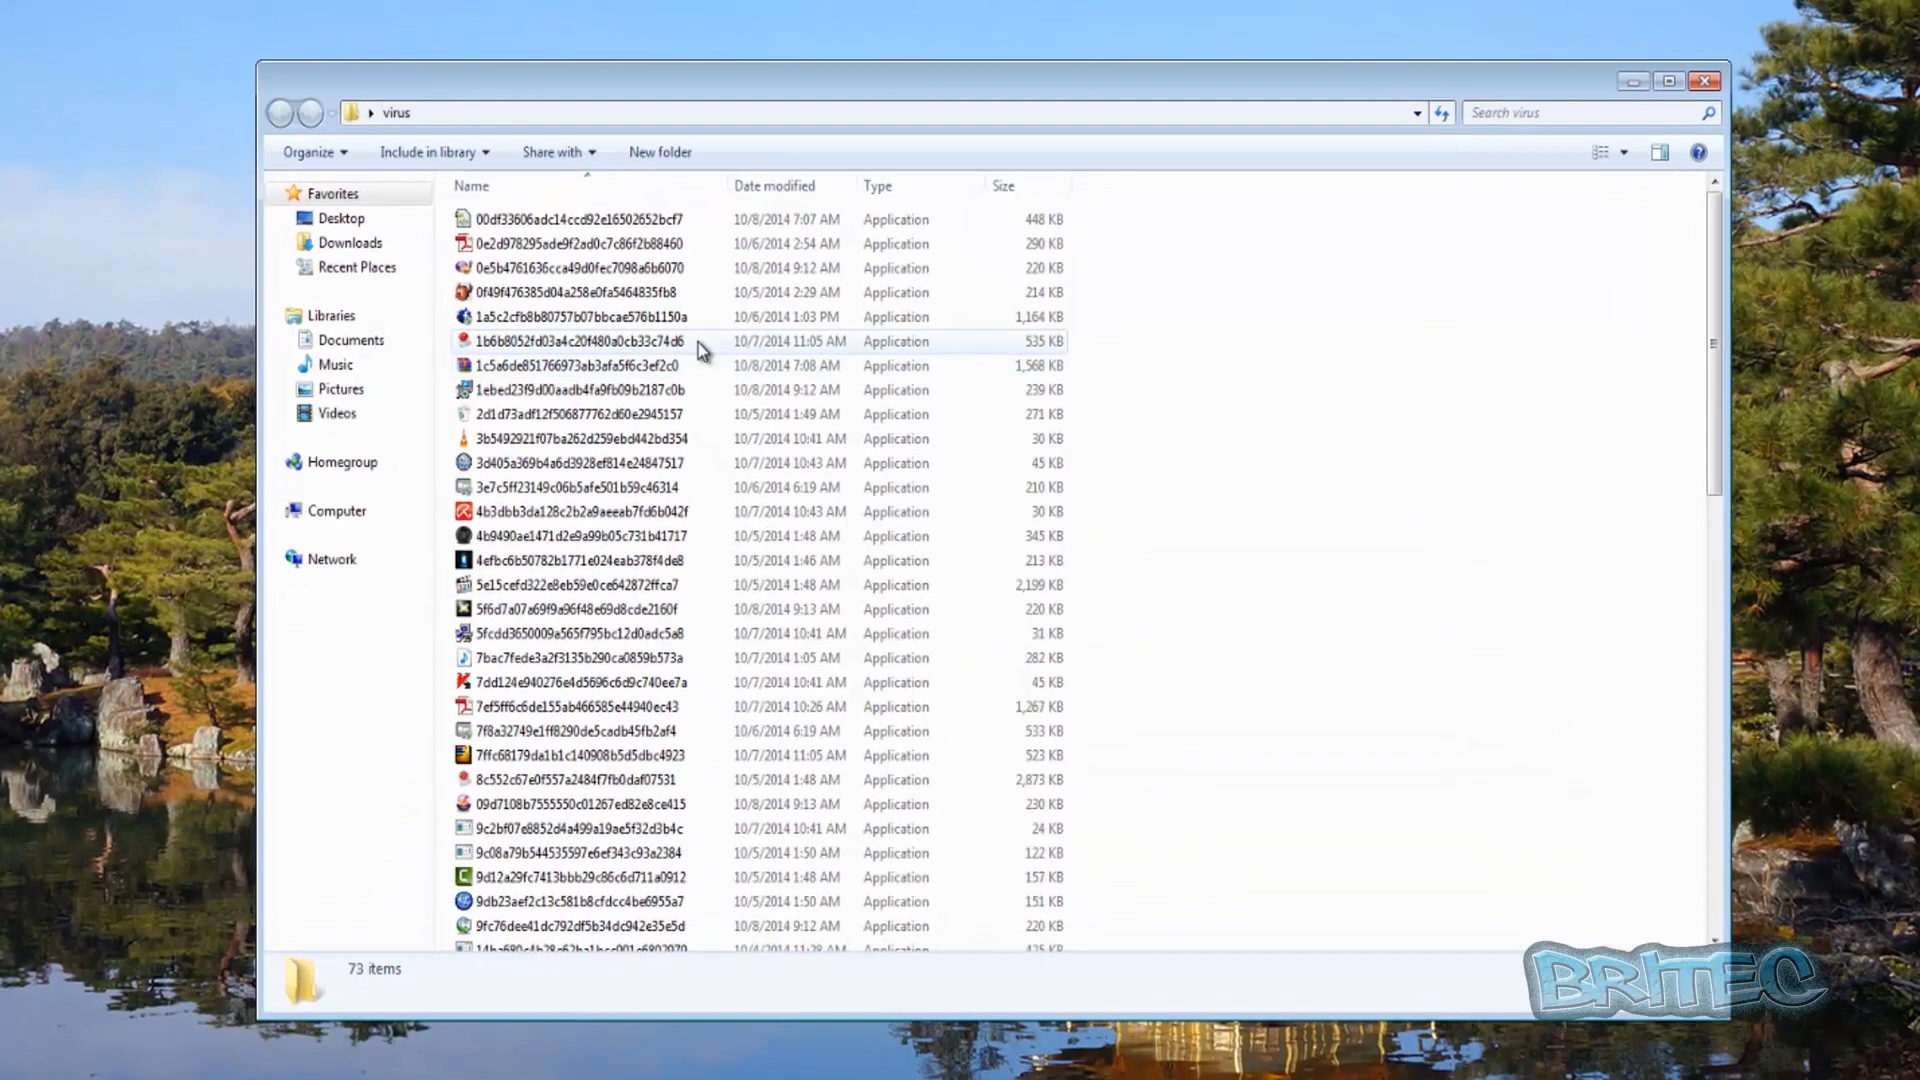 virus
Search virus
Organize Include in library Share with New folder
Name Date modified Type Size
Favorites
Desktop
Downloads
Recent Places
Libraries
Documents
Music
Pictures
Videos
Homegroup
Computer
Network
00df33606adc14ccd92e16502652bcf7 10/8/2014 7:07 AM Application 448 KB
0e2d978295ade9f2ad0c7c86f2b88460 10/6/2014 2:54 AM Application 290 KB
0e5b4761636cca49d0fec7098a6b6070 10/8/2014 9:12 AM Application 220 KB
0f49f476385d04a258e0fa5464835fb8 10/5/2014 2:29 AM Application 214 KB
1a5c2cfb8b80757b07bbcae576b1150a 10/6/2014 1:03 PM Application 1,164 KB
1b6b8052fd03a4c20f480a0cb33c74d6 10/7/2014 11:05 AM Application 535 KB
1c5a6de851766973ab3afa5f6c3ef2c0 10/8/2014 7:08 AM Application 1,568 KB
1ebed23f9d00aadb4fa9fb09b2187c0b 10/8/2014 9:12 AM Application 239 KB
2d1d73adf12f506877762d60e2945157 10/5/2014 1:49 AM Application 271 KB
3b5492921f07ba262d259ebd442bd354 10/7/2014 10:41 AM Application 30 KB
3d405a369b4a6d3928ef814e24847517 10/7/2014 10:43 AM Application 45 KB
3e7c5ff23149c06b5afe501b59c46314 10/6/2014 6:19 AM Application 210 KB
4b3dbb3da128c2b2a9aeeab7fd6b042f 10/7/2014 10:43 AM Application 30 KB
4b9490ae1471d2e9a99b05c731b41717 10/5/2014 1:48 AM Application 345 KB
4efbc6b50782b1771e024eab378f4de8 10/5/2014 1:46 AM Application 213 KB
5e15cefd322e8eb59e0ce642872ffca7 10/5/2014 1:48 AM Application 2,199 KB
5f6d7a07a69f9a96f48e69d8cde2160f 10/8/2014 9:13 AM Application 220 KB
5fcdd3650009a565f795bc12d0adc5a8 10/7/2014 10:41 AM Application 31 KB
7bac7fede3a2f3135b290ca0859b573a 10/7/2014 1:05 AM Application 282 KB
7dd124e940276e4d5696c6d9c740ee7a 10/7/2014 10:41 AM Application 45 KB
7ef5ff6c6de155ab466585e44940ec43 10/7/2014 10:26 AM Application 1,267 KB
7f8a32749e1ff8290de5cadb45fb2af4 10/6/2014 6:19 AM Application 533 KB
7ffc68179da1b1c140908b5d5dbc4923 10/7/2014 11:05 AM Application 523 KB
8c552c67e0f557a2484f7fb0daf07531 10/5/2014 1:48 AM Application 2,873 KB
09d7108b7555550c01267ed82e8ce415 10/8/2014 9:13 AM Application 230 KB
9c2bf07e8852d4a499a19ae5f32d3b4c 10/7/2014 10:41 AM Application 24 KB
9c08a79b544535597e6ef343c93a2384 10/5/2014 1:50 AM Application 122 KB
9d12a29fc7413bbb29c86c6d711a0912 10/5/2014 1:48 AM Application 157 KB
9db23aef2c13c581b8cfdcc4be6955a7 10/5/2014 1:50 AM Application 151 KB
9fc76dee41dc792df5b34dc942e35e5d 10/8/2014 9:12 AM Application 220 KB
73 items
BRITEC